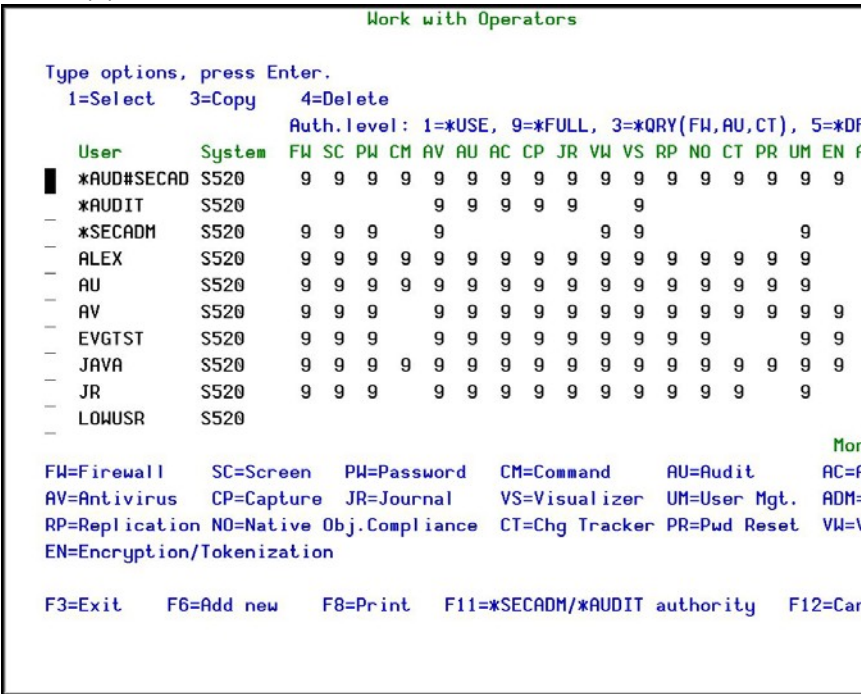 Work with Operators
Type options, press Enter.
1=Select 3=Copy 4=Delete
Auth.level: 1=*USE, 9=*FULL, 3=*QRY(FW,AU,CT),
User System FW SC PW CM AV AU AC CP JR VW VS RP NO CT PR UM EN
*AUD#SECAD S520 9 9 9 9 9 9 9 9 9 9 9 9 9 9 9 9 9
*AUDIT S520 9 9 9 9 9 9
*SECADM S520 9 9 9 9 9 9 9
ALEX S520 9 9 9 9 9 9 9 9 9 9 9 9 9 9 9 9
AU S520 9 9 9 9 9 9 9 9 9 9 9 9 9 9 9 9
AV S520 9 9 9 9 9 9 9 9 9 9 9 9 9 9 9 9
EVGTST S520 9 9 9 9 9 9 9 9 9 9 9 9 9 9
JAVA S520 9 9 9 9 9 9 9 9 9 9 9 9 9 9 9 9 9
JR S520 9 9 9 9 9 9 9 9 9 9 9 9 9 9
LOWUSR S520
Mor
FW=Firewall SC=Screen PW=Password CM=Command AU=Audit AC=
AV=Antivirus CP=Capture JR=Journal VS=Visualizer UM=User Mgt. ADM=
RP=Replication NO=Native Obj.Compliance CT=Chg Tracker PR=Pwd Reset VW=
EN=Encryption/Tokenization
F3=Exit F6=Add new F8=Print F11=*SECADM/*AUDIT authority F12=Can